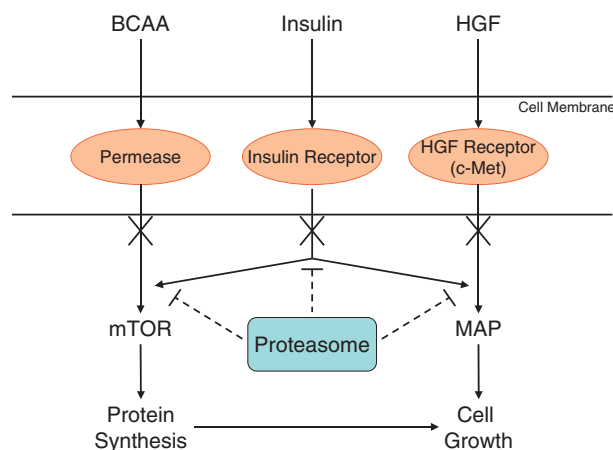 BCAA
Insulin
HGF
Cell Membrane
Permease
Insulin Receptor
HGF Receptor
(c-Met)
mTOR
Proteasome
MAP
Protein
Synthesis
Cell
Growth